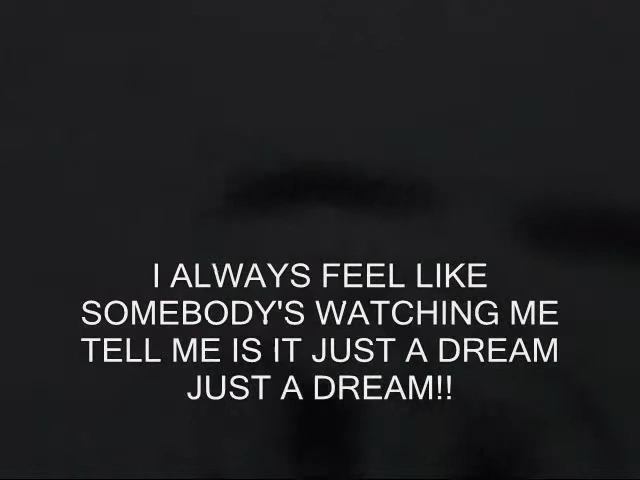 I ALWAYS FEEL LIKE
SOMEBODY'S WATCHING ME
TELL ME IS IT JUST A DREAM
JUST A DREAM!!